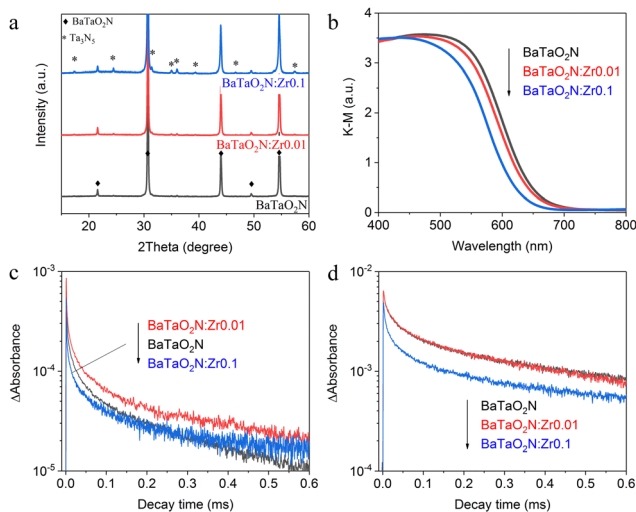 a
♦ BaTaO₂N
* Ta₃N₅
* * * * * * * *
BaTaO₂N:Zr0.1
BaTaO₂N:Zr0.01
♦ ♦ ♦ ♦ ♦
BaTaO₂N
Intensity (a.u.)
20 30 40 50 60
2Theta (degree)
b
BaTaO₂N
BaTaO₂N:Zr0.01
BaTaO₂N:Zr0.1
K-M (a.u.)
4
3
2
1
0
400 500 600 700 800
Wavelength (nm)
c
10⁻³
10⁻⁴
10⁻⁵
BaTaO₂N:Zr0.01
BaTaO₂N
BaTaO₂N:Zr0.1
ΔAbsorbance
0.0 0.1 0.2 0.3 0.4 0.5 0.6
Decay time (ms)
d
10⁻²
10⁻³
10⁻⁴
BaTaO₂N
BaTaO₂N:Zr0.01
BaTaO₂N:Zr0.1
ΔAbsorbance
0.0 0.1 0.2 0.3 0.4 0.5 0.6
Decay time (ms)